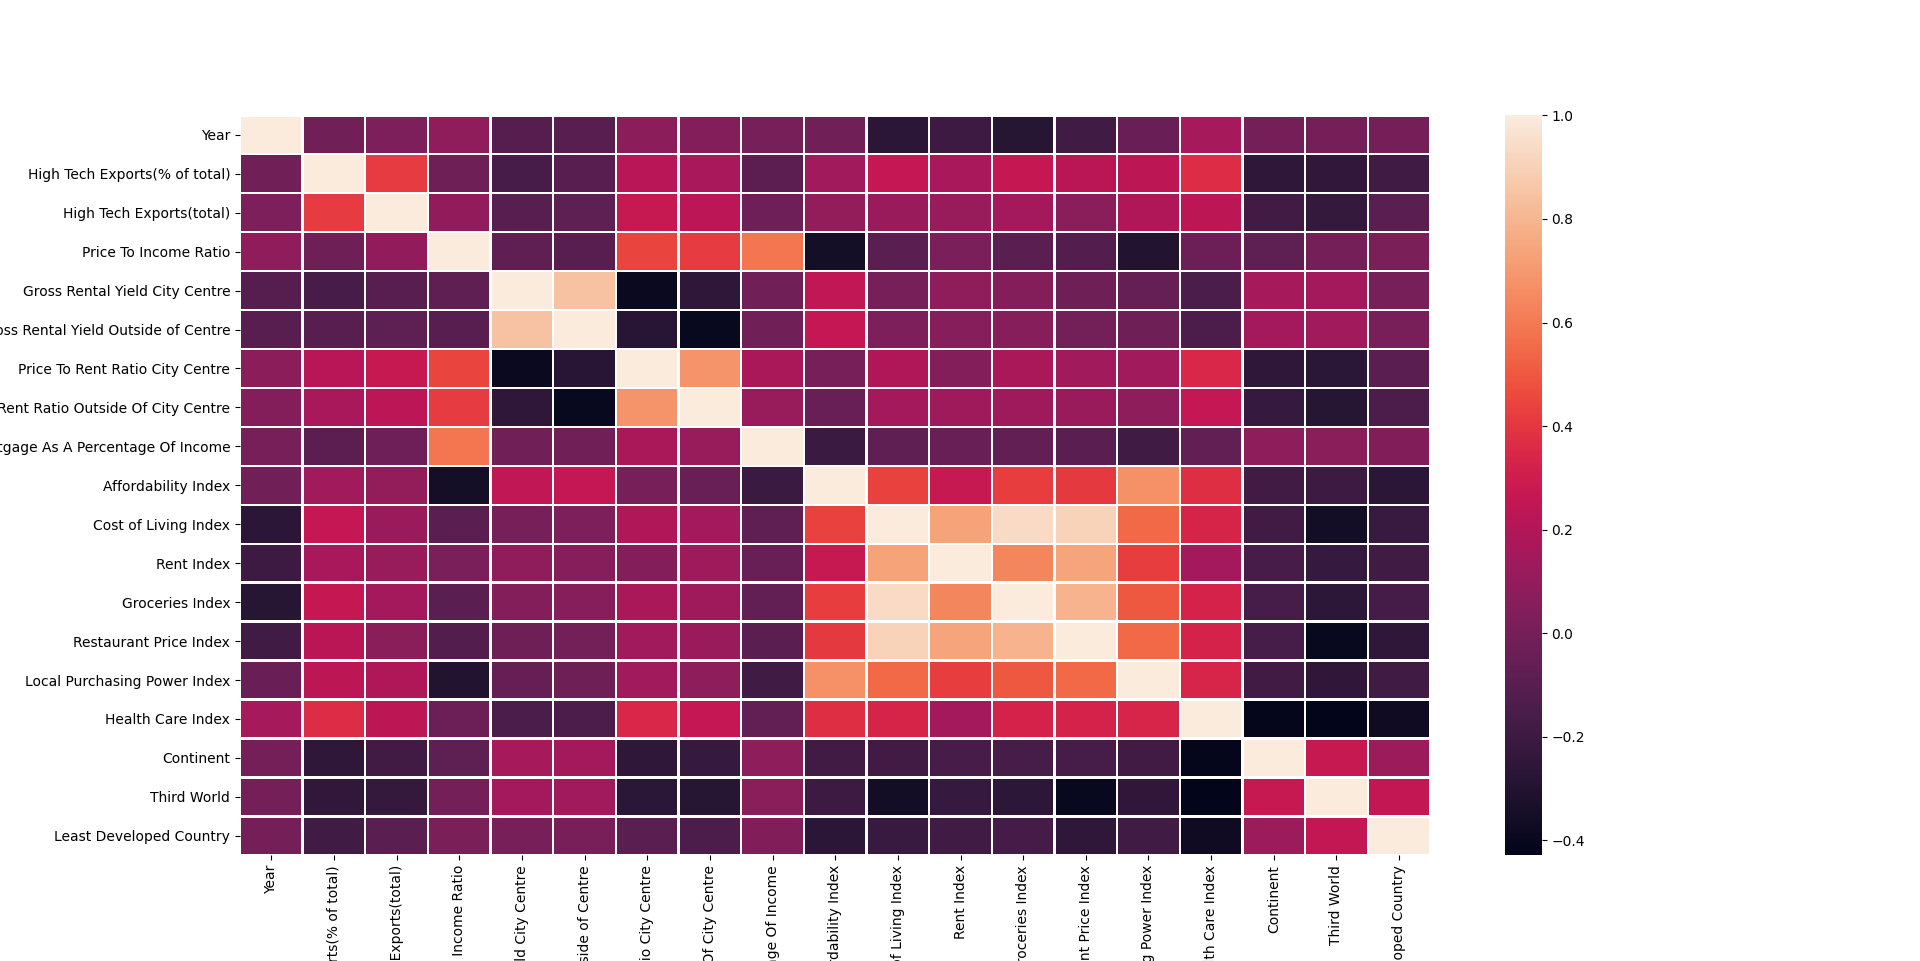 Year
High Tech Exports(% of total)
High Tech Exports(total)
Price To Income Ratio
Gross Rental Yield City Centre
oss Rental Yield Outside of Centre
Price To Rent Ratio City Centre
Rent Ratio Outside Of City Centre
tgage As A Percentage Of Income
Affordability Index
Cost of Living Index
Rent Index
Groceries Index
Restaurant Price Index
Local Purchasing Power Index
Health Care Index
Continent
Third World
Least Developed Country
Year
rts(% of total)
Exports(total)
Income Ratio
ld City Centre
side of Centre
io City Centre
Of City Centre
ge Of Income
rdability Index
f Living Index
Rent Index
roceries Index
nt Price Index
g Power Index
th Care Index
Continent
Third World
oped Country
1.0
0.8
0.6
0.4
0.2
0.0
−0.2
−0.4